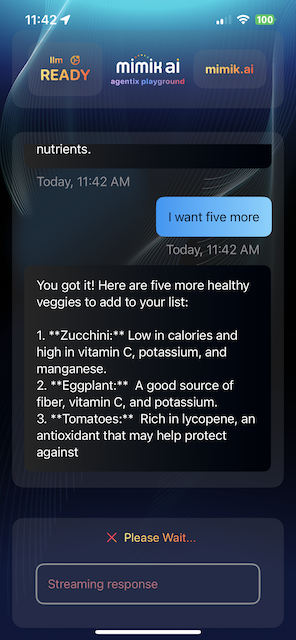 11:42
100
llm
READY
mimik ai
agentix playground
mimik.ai
nutrients.
Today, 11:42 AM
I want five more
Today, 11:42 AM
You got it! Here are five more healthy
veggies to add to your list:
1. **Zucchini:** Low in calories and
high in vitamin C, potassium, and
manganese.
2. **Eggplant:**  A good source of
fiber, vitamin C, and potassium.
3. **Tomatoes:**  Rich in lycopene, an
antioxidant that may help protect
against
Please Wait...
Streaming response